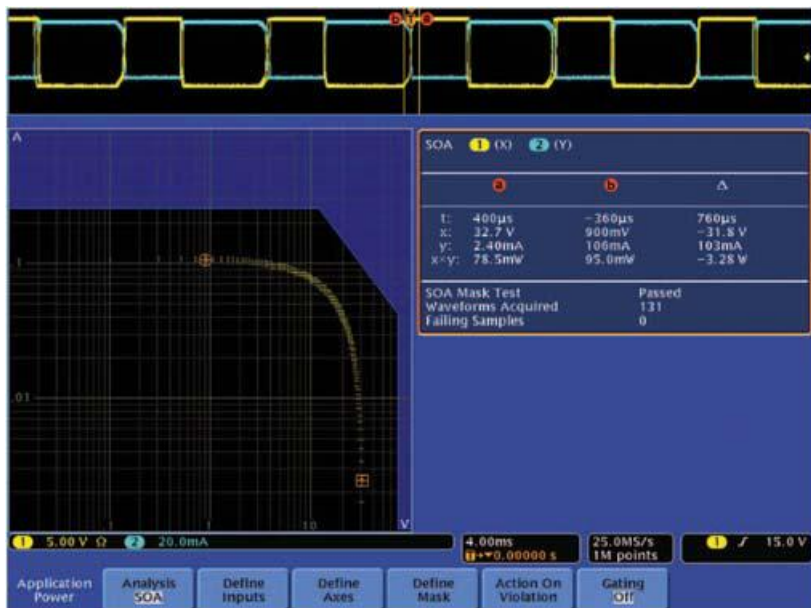 b T a
A
.1
.01
.1
1
10
V
SOA 1 (X) 2 (Y)
a b Δ
t: 400µs −360µs 760µs
x: 32.7 V 900mV −31.8 V
y: 2.40mA 106mA 103mA
x*y: 78.5mW 95.0mW −3.28 W
SOA Mask Test Passed
Waveforms Acquired 131
Failing Samples 0
1 5.00 V Ω 2 20.0mA
4.00ms
T→▼0.00000 s
25.0MS/s
1M points
1 ∫ 15.0 V
Application
Power
Analysis
SOA
Define
Inputs
Define
Axes
Define
Mask
Action On
Violation
Gating
Off